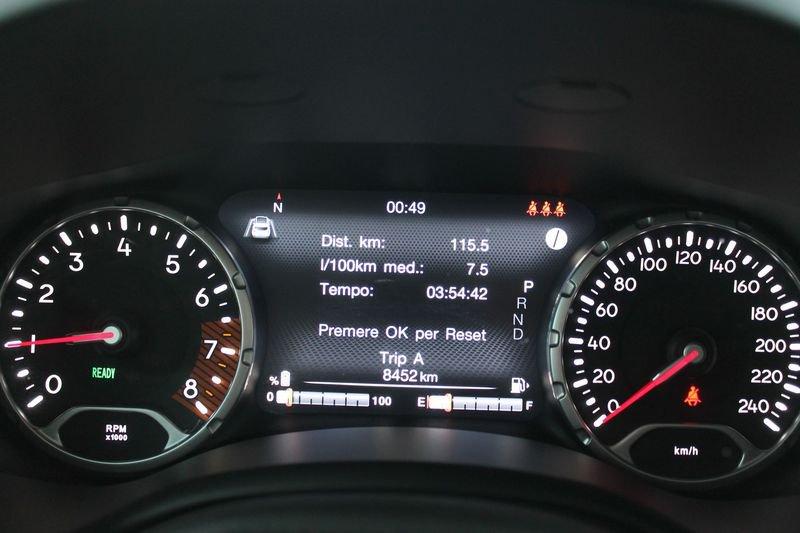 N 00:49
Dist. km: 115.5
l/100km med.: 7.5
Tempo: 03:54:42
Premere OK per Reset
Trip A
8452 km
% 0 100 E F
P
R
N
D
0 1 2 3 4 5 6 7 8
READY
RPM
x1000
0 20 40 60 80 100 120 140 160 180 200 220 240
km/h